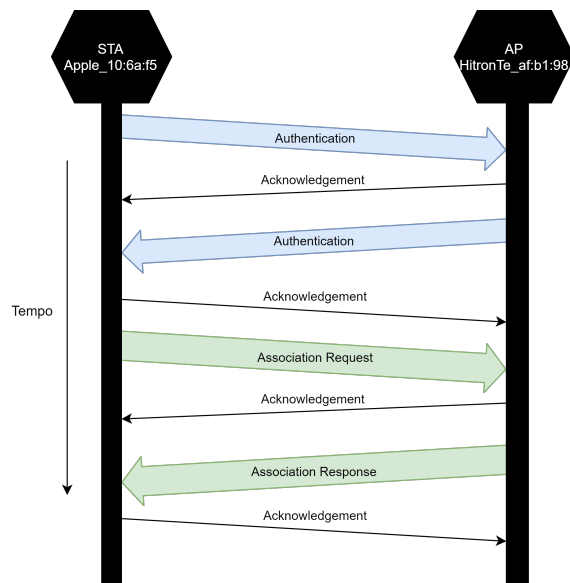 STA
Apple_10:6a:f5
AP
HitronTe_af:b1:98
Authentication
Acknowledgement
Authentication
Acknowledgement
Tempo
Association Request
Acknowledgement
Association Response
Acknowledgement